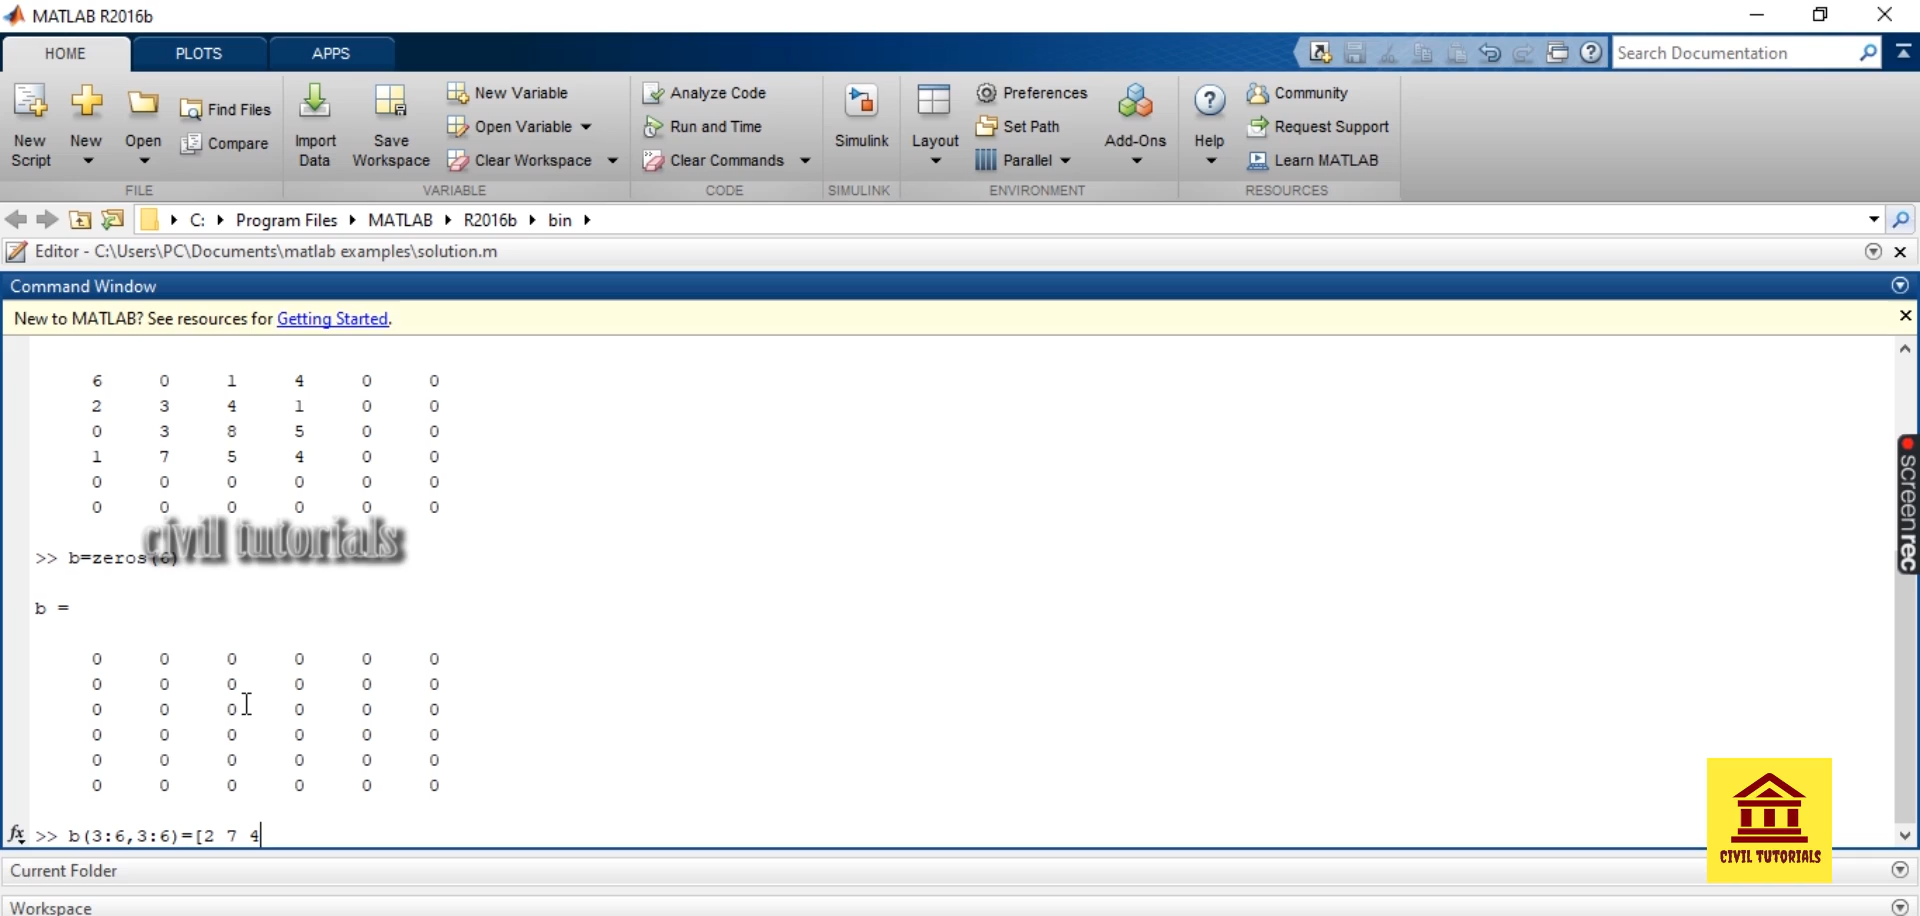 MATLAB R2016b
HOME PLOTS APPS
Search Documentation
New Script
New
Open
Find Files
Compare
Import Data
Save Workspace
New Variable
Open Variable
Clear Workspace
Analyze Code
Run and Time
Clear Commands
Simulink
Layout
Preferences
Set Path
Parallel
Add-Ons
Help
Community
Request Support
Learn MATLAB
FILE VARIABLE CODE SIMULINK ENVIRONMENT RESOURCES
C: Program Files MATLAB R2016b bin
Editor - C:\Users\PC\Documents\matlab examples\solution.m
Command Window
New to MATLAB? See resources for Getting Started.
6 0 1 4 0 0
2 3 4 1 0 0
0 3 8 5 0 0
1 7 5 4 0 0
0 0 0 0 0 0
0 0 0 0 0 0
civil tutorials
>> b=zeros(6)
b =
0 0 0 0 0 0
0 0 0 0 0 0
0 0 0 0 0 0
0 0 0 0 0 0
0 0 0 0 0 0
0 0 0 0 0 0
fx >> b(3:6,3:6)=[2 7 4
screenrec
CIVIL TUTORIALS
Current Folder
Workspace